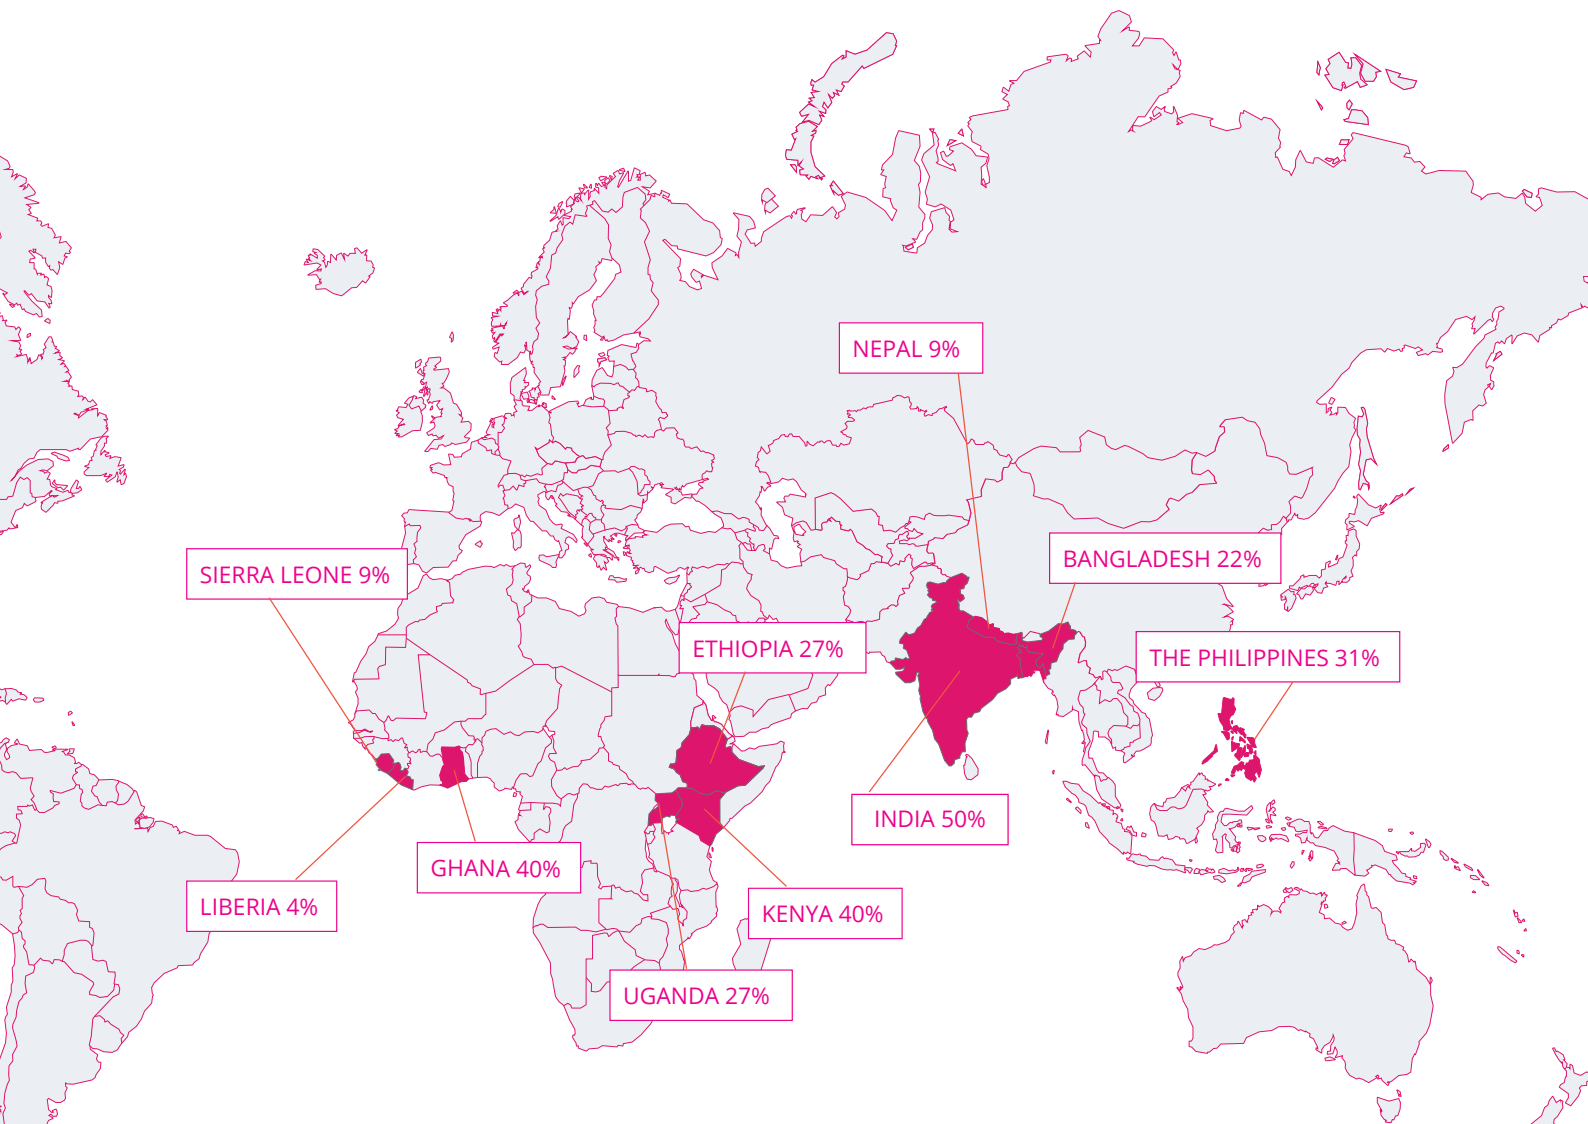 NEPAL 9%
BANGLADESH 22%
SIERRA LEONE 9%
ETHIOPIA 27%
THE PHILIPPINES 31%
INDIA 50%
GHANA 40%
LIBERIA 4%
KENYA 40%
UGANDA 27%